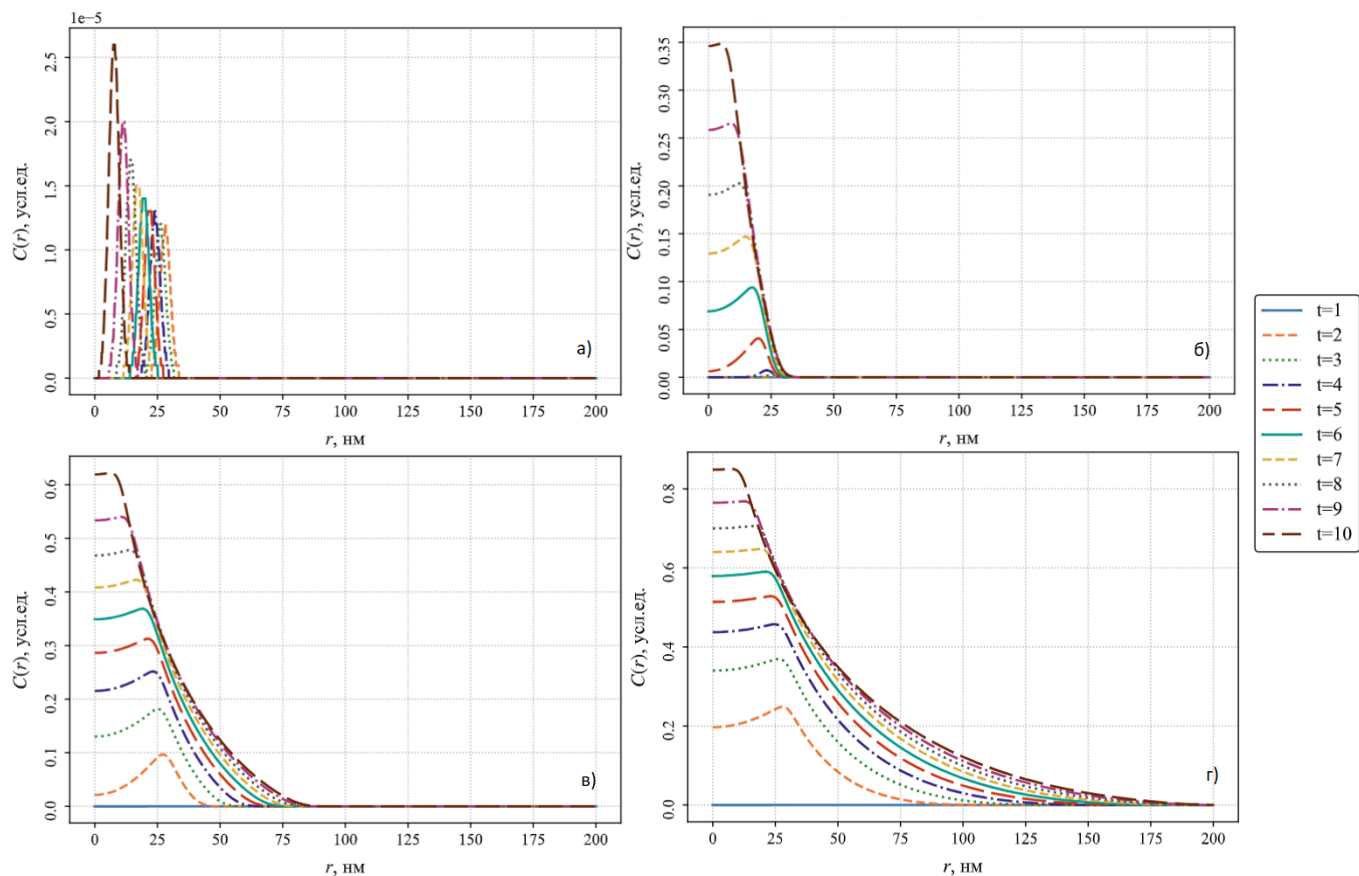 1e−5
2.5
2.0
1.5
1.0
0.5
0.0
C(r), усл.ед.
а)
0 25 50 75 100 125 150 175 200
r, нм
0.35
0.30
0.25
0.20
0.15
0.10
0.05
0.00
C(r), усл.ед.
б)
0 25 50 75 100 125 150 175 200
r, нм
0.6
0.5
0.4
0.3
0.2
0.1
0.0
C(r), усл.ед.
в)
0 25 50 75 100 125 150 175 200
r, нм
0.8
0.6
0.4
0.2
0.0
C(r), усл.ед.
г)
0 25 50 75 100 125 150 175 200
r, нм
t=1
t=2
t=3
t=4
t=5
t=6
t=7
t=8
t=9
t=10